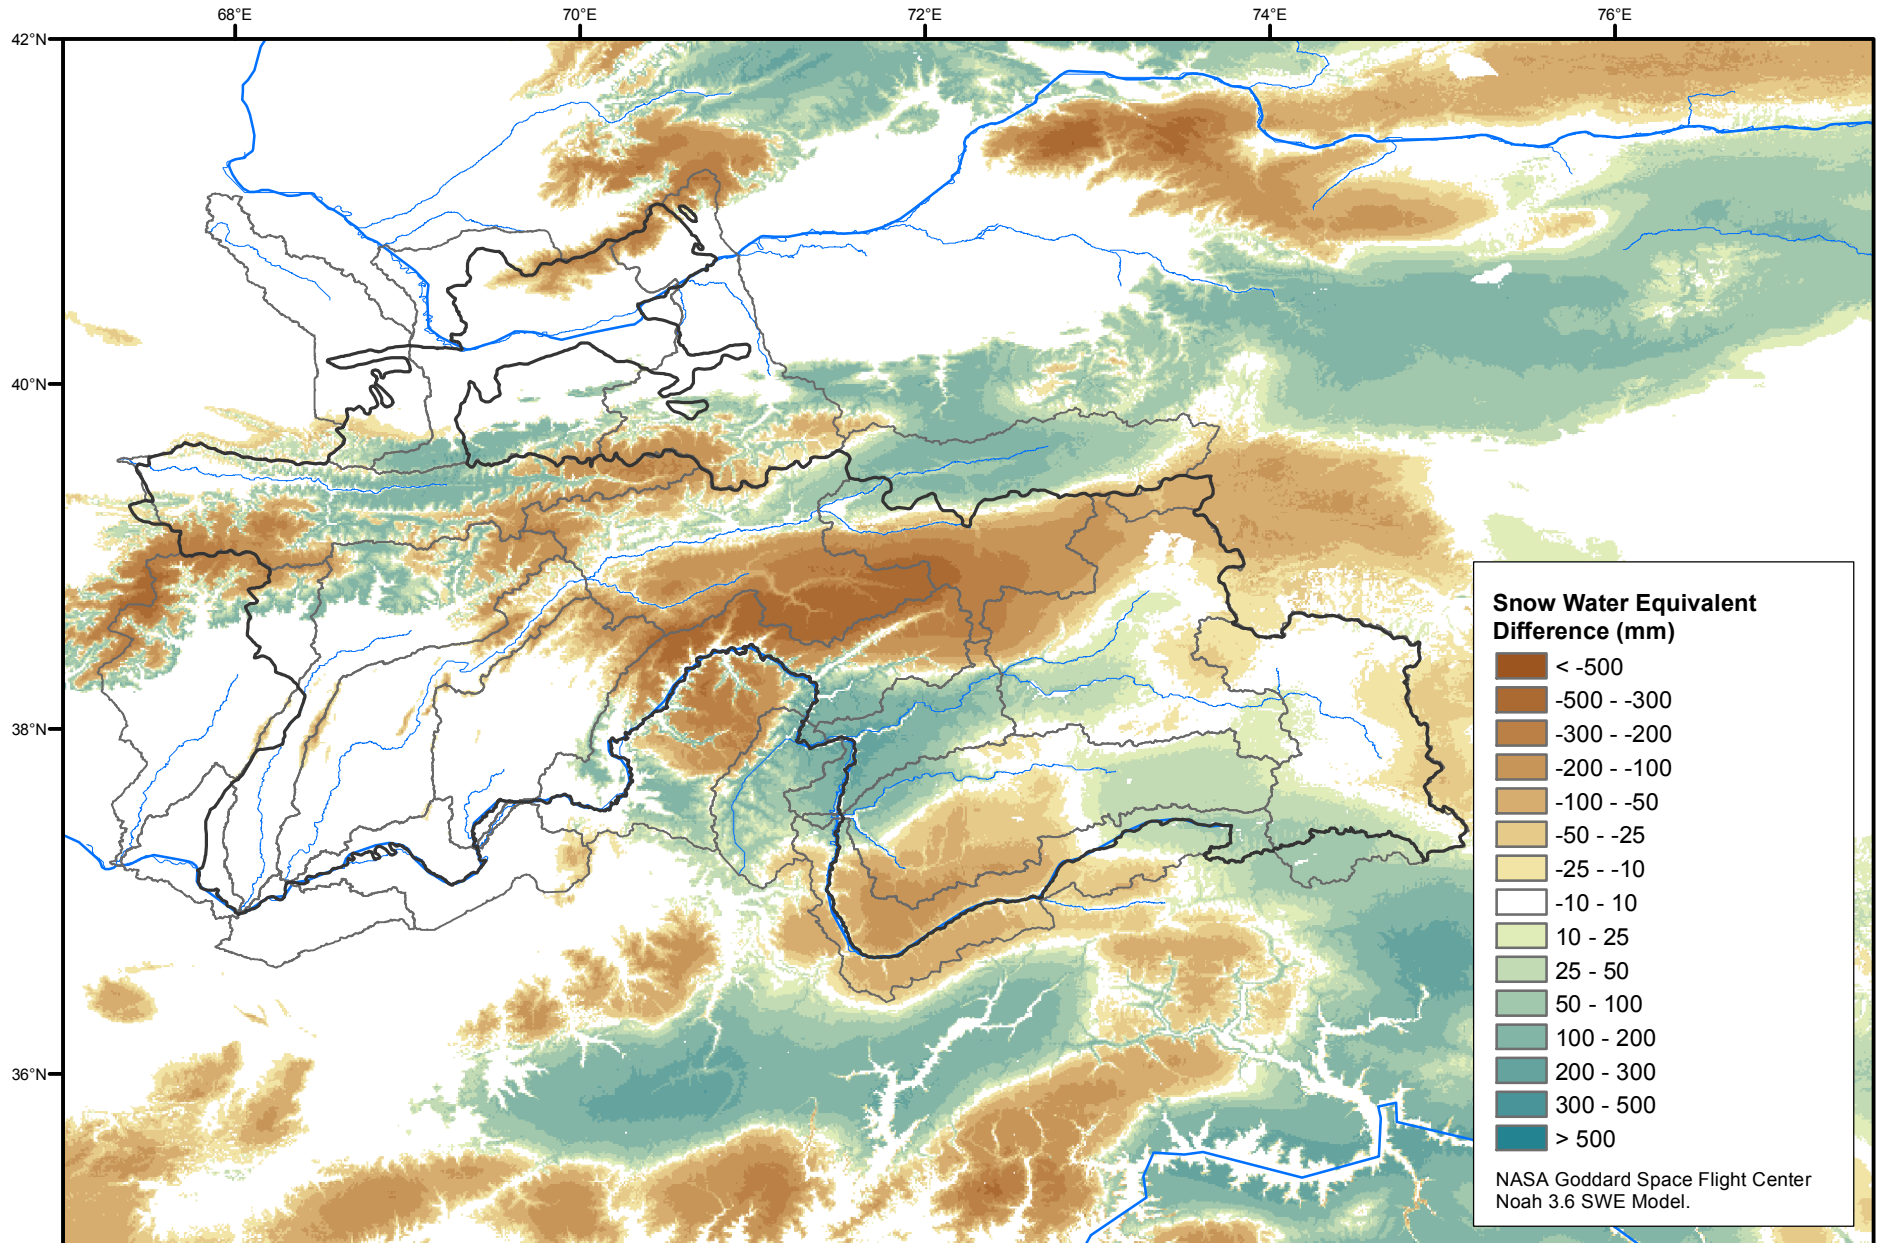 68°E
70°E
72°E
74°E
76°E
42°N
40°N
38°N
36°N
Snow Water Equivalent
Difference (mm)
< -500
-500 - -300
-300 - -200
-200 - -100
-100 - -50
-50 - -25
-25 - -10
-10 - 10
10 - 25
25 - 50
50 - 100
100 - 200
200 - 300
300 - 500
> 500
NASA Goddard Space Flight Center
Noah 3.6 SWE Model.